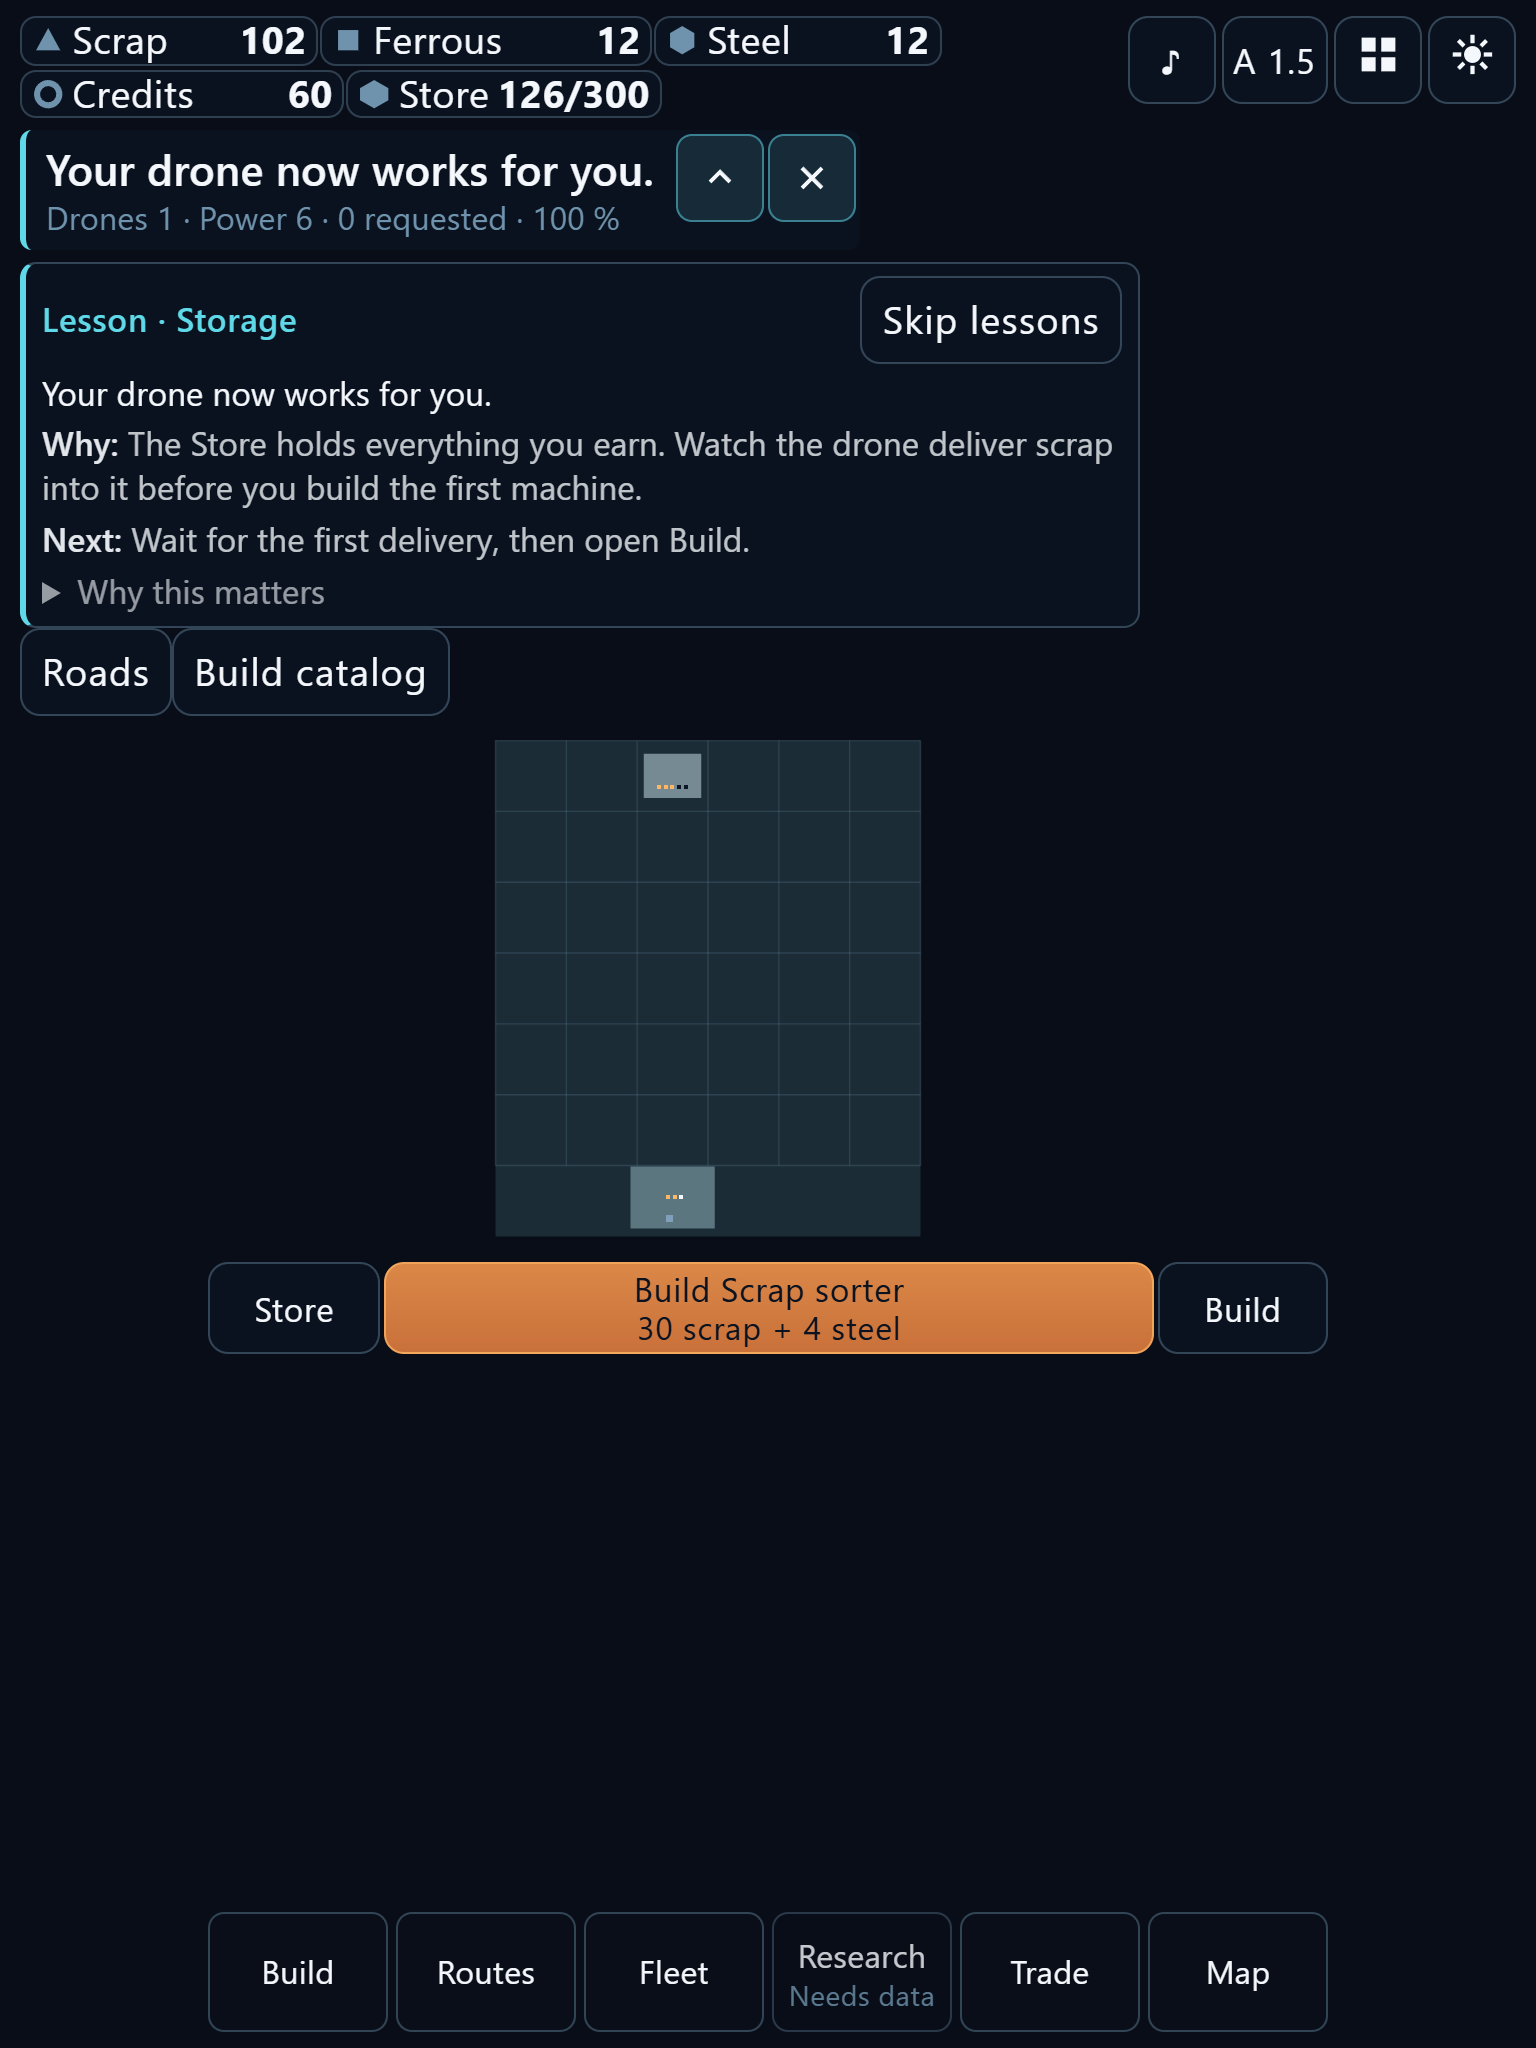 Scrap 102
Ferrous 12
Steel 12
Credits 60
Store 126/300
♪
A 1.5
Your drone now works for you.
Drones 1 · Power 6 · 0 requested · 100 %
Lesson · Storage
Skip lessons
Your drone now works for you.
Why: The Store holds everything you earn. Watch the drone deliver scrap
into it before you build the first machine.
Next: Wait for the first delivery, then open Build.
Why this matters
Roads
Build catalog
Store
Build Scrap sorter
30 scrap + 4 steel
Build
Build
Routes
Fleet
Research
Needs data
Trade
Map